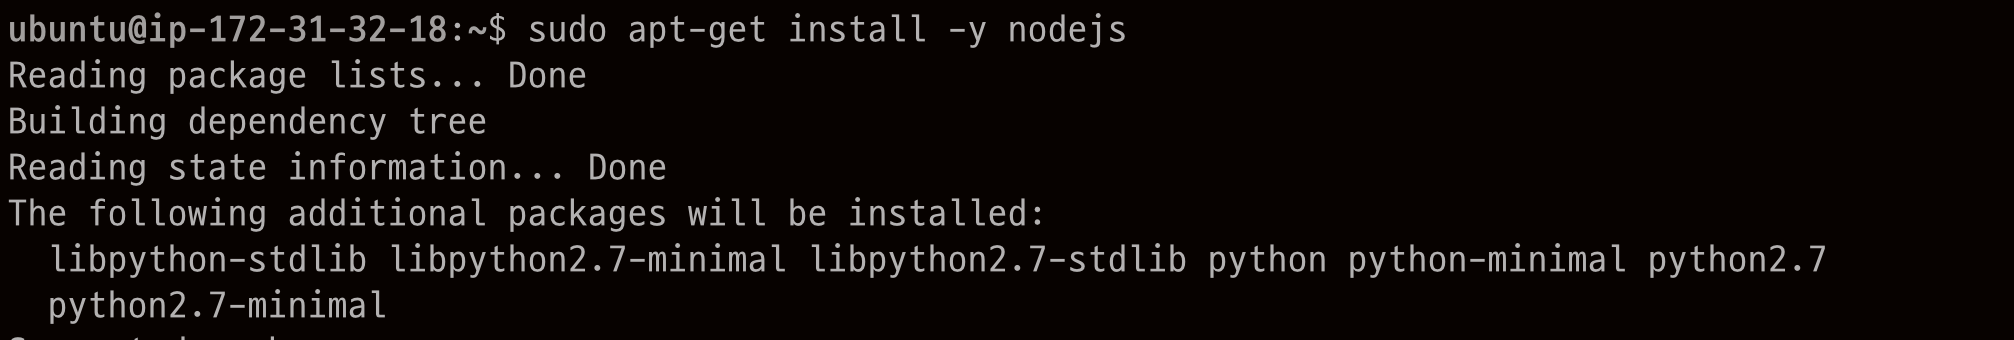 ubuntu@ip-172-31-32-18:~$ sudo apt-get install -y nodejs
Reading package lists... Done
Building dependency tree
Reading state information... Done
The following additional packages will be installed:
  libpython-stdlib libpython2.7-minimal libpython2.7-stdlib python python-minimal python2.7
  python2.7-minimal